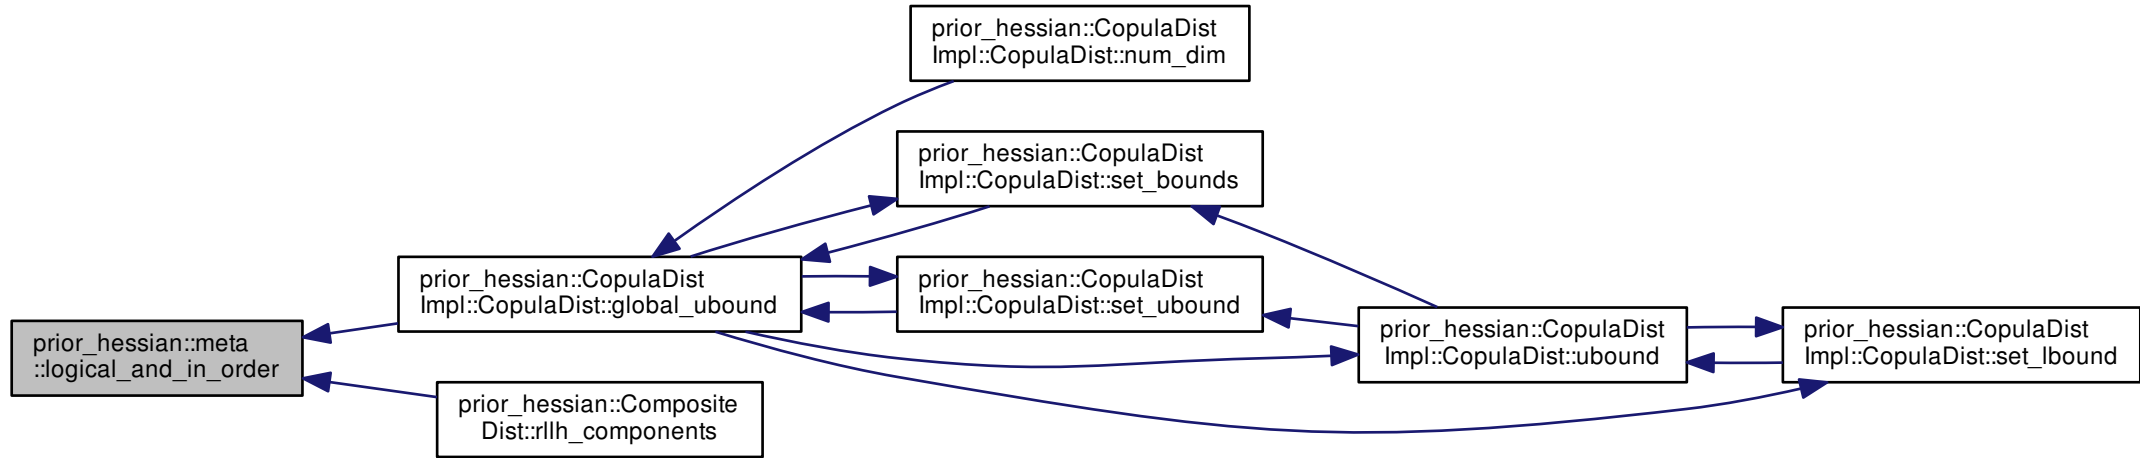 prior_hessian::CopulaDist
Impl::CopulaDist::num_dim
prior_hessian::CopulaDist
Impl::CopulaDist::set_bounds
prior_hessian::CopulaDist
Impl::CopulaDist::global_ubound
prior_hessian::CopulaDist
Impl::CopulaDist::set_ubound
prior_hessian::CopulaDist
Impl::CopulaDist::ubound
prior_hessian::CopulaDist
Impl::CopulaDist::set_lbound
prior_hessian::meta
::logical_and_in_order
prior_hessian::Composite
Dist::rllh_components